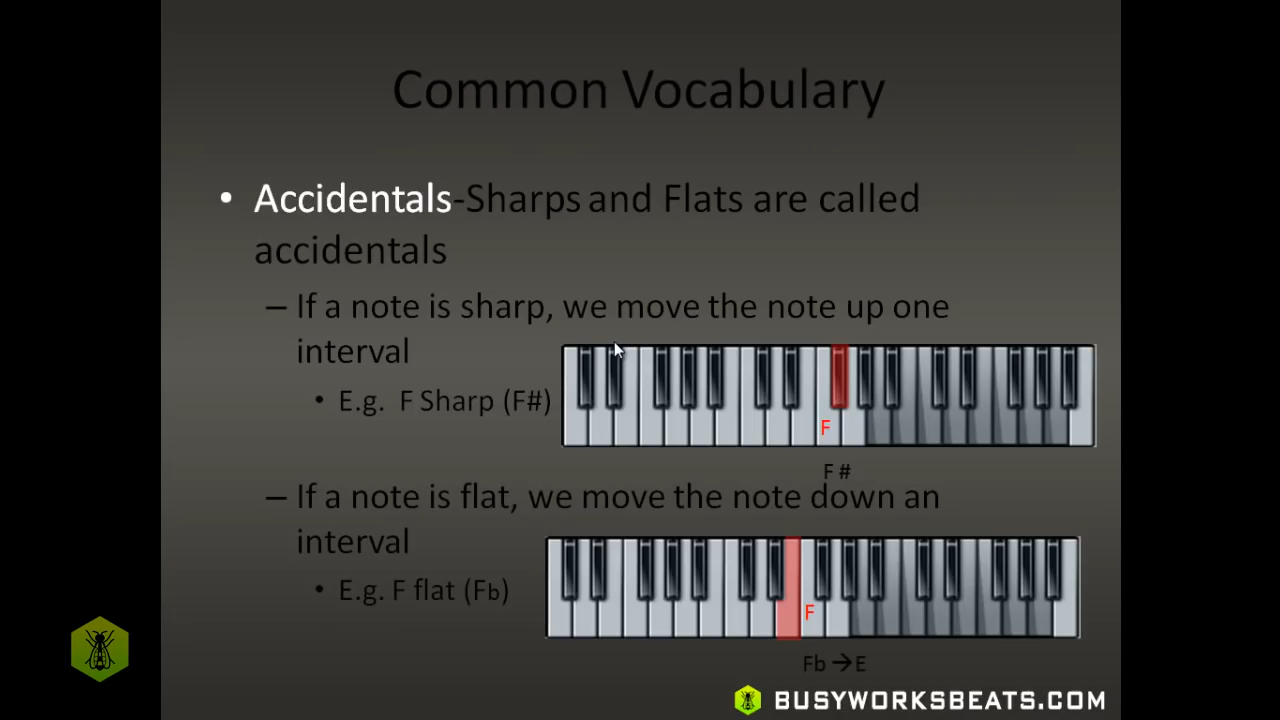 Common Vocabulary
• Accidentals-Sharps and Flats are called
accidentals
– If a note is sharp, we move the note up one
interval
• E.g. F Sharp (F#)
F
F #
– If a note is flat, we move the note down an
interval
• E.g. F flat (Fb)
F
Fb →E
BUSYWORKSBEATS.COM